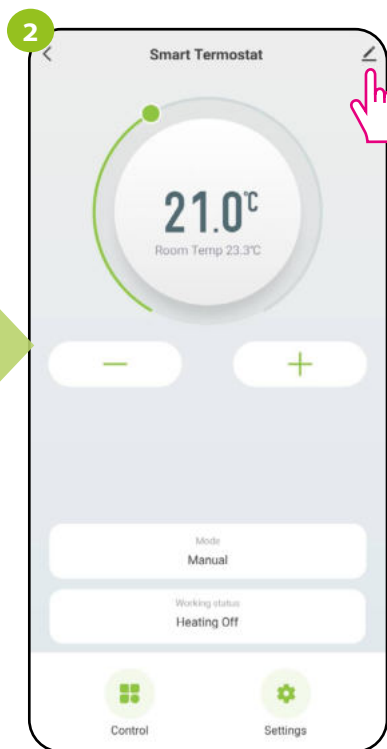 2
Smart Termostat
21.0℃
Room Temp 23.3℃
Mode
Manual
Working status
Heating Off
Control
Settings